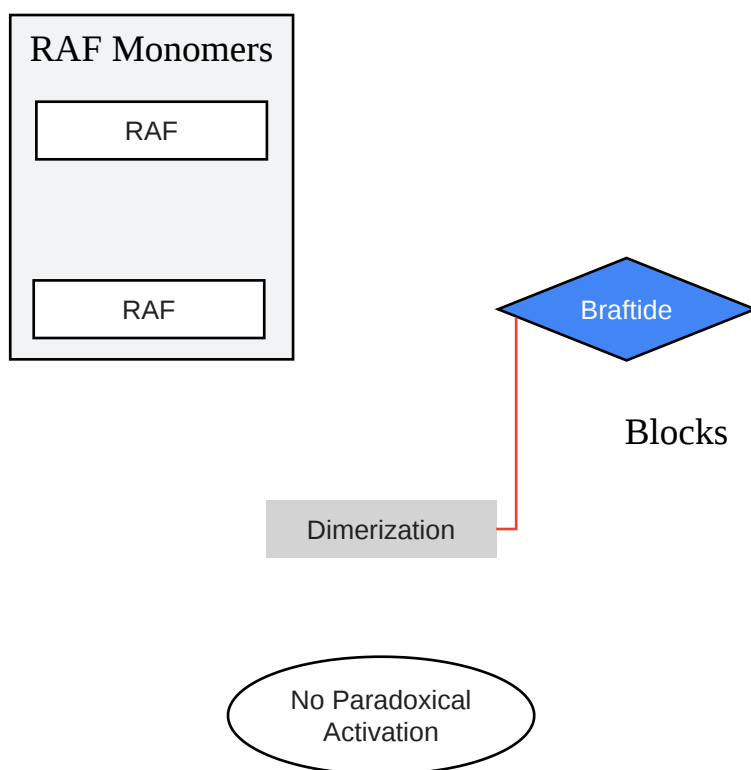 RAF Monomers
RAF
RAF
Braftide
Blocks
Dimerization
No Paradoxical
Activation